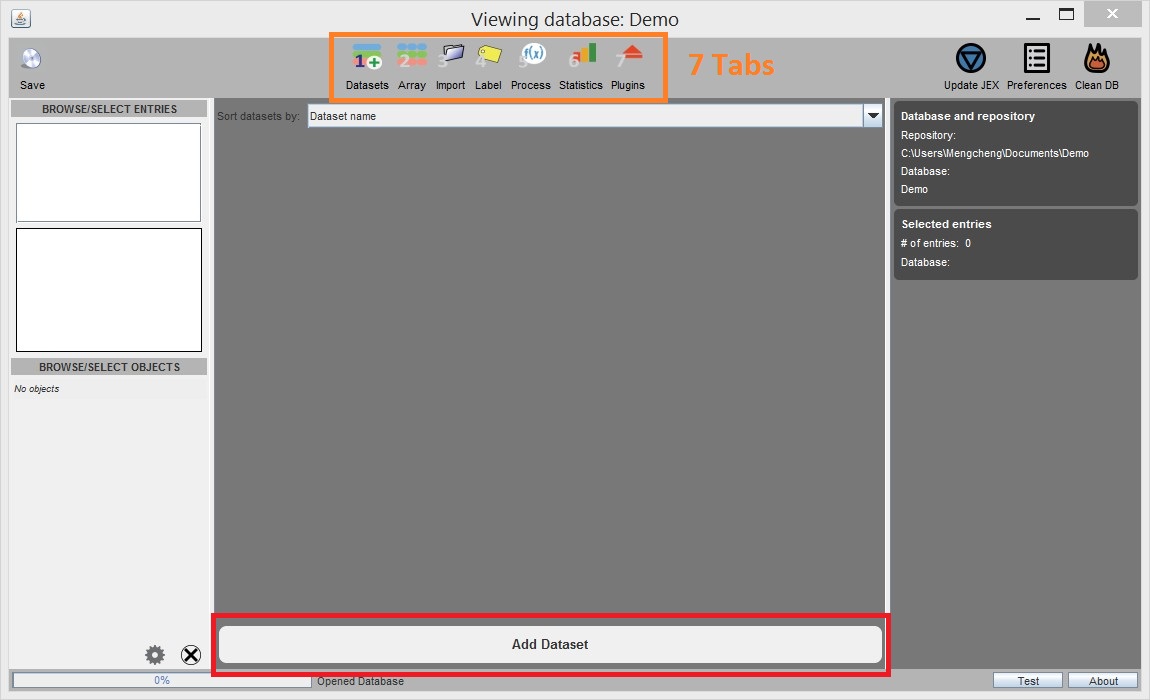 Viewing database: Demo
Save
1 2 3 4 5 6 7
Datasets Array Import Label Process Statistics Plugins
7 Tabs
Update JEX Preferences Clean DB
BROWSE/SELECT ENTRIES
Sort datasets by: Dataset name
Database and repository
Repository:
C:\Users\Mengcheng\Documents\Demo
Database:
Demo
Selected entries
# of entries: 0
Database:
BROWSE/SELECT OBJECTS
No objects
Add Dataset
0%
Opened Database
Test
About